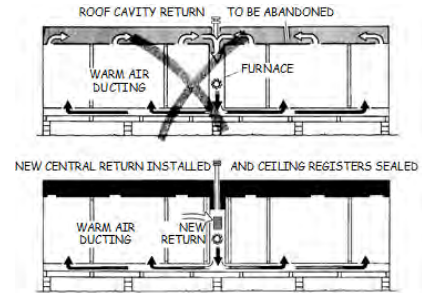 ROOF CAVITY RETURN TO BE ABANDONED
WARM AIR
DUCTING
FURNACE
NEW CENTRAL RETURN INSTALLED AND CEILING REGISTERS SEALED
WARM AIR
DUCTING
NEW
RETURN